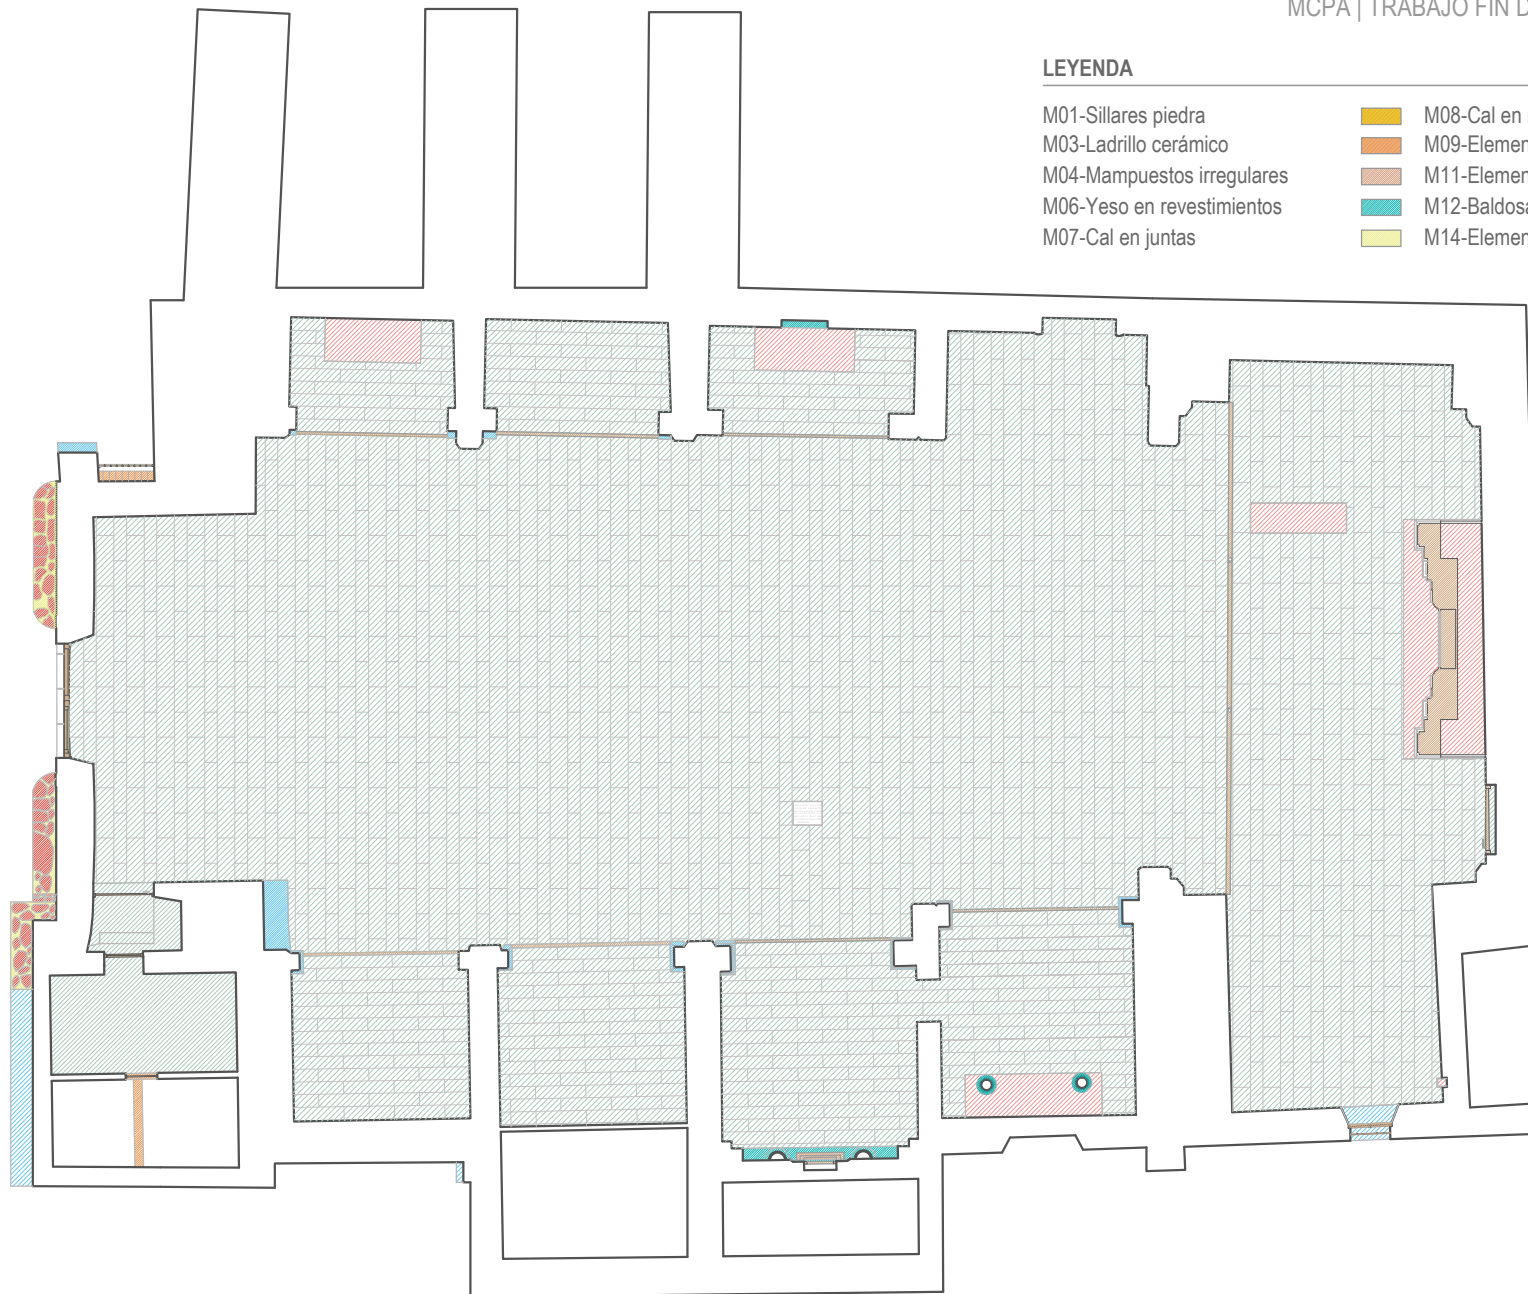 MCPA | TRABAJO FIN
LEYENDA
M01-Sillares piedra
M03-Ladrillo cerámico
M04-Mampuestos irregulares
M06-Yeso en revestimientos
M07-Cal en juntas
M08-Cal en
M09-Elemen
M11-Elemen
M12-Baldosa
M14-Elemen